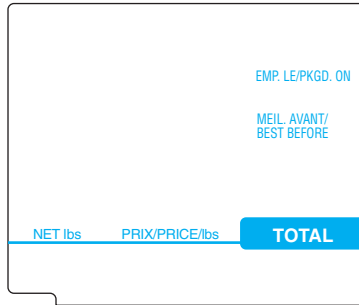 EMP. LE/PKGD. ON
MEIL. AVANT/
BEST BEFORE
NET lbs PRIX/PRICE/lbs TOTAL